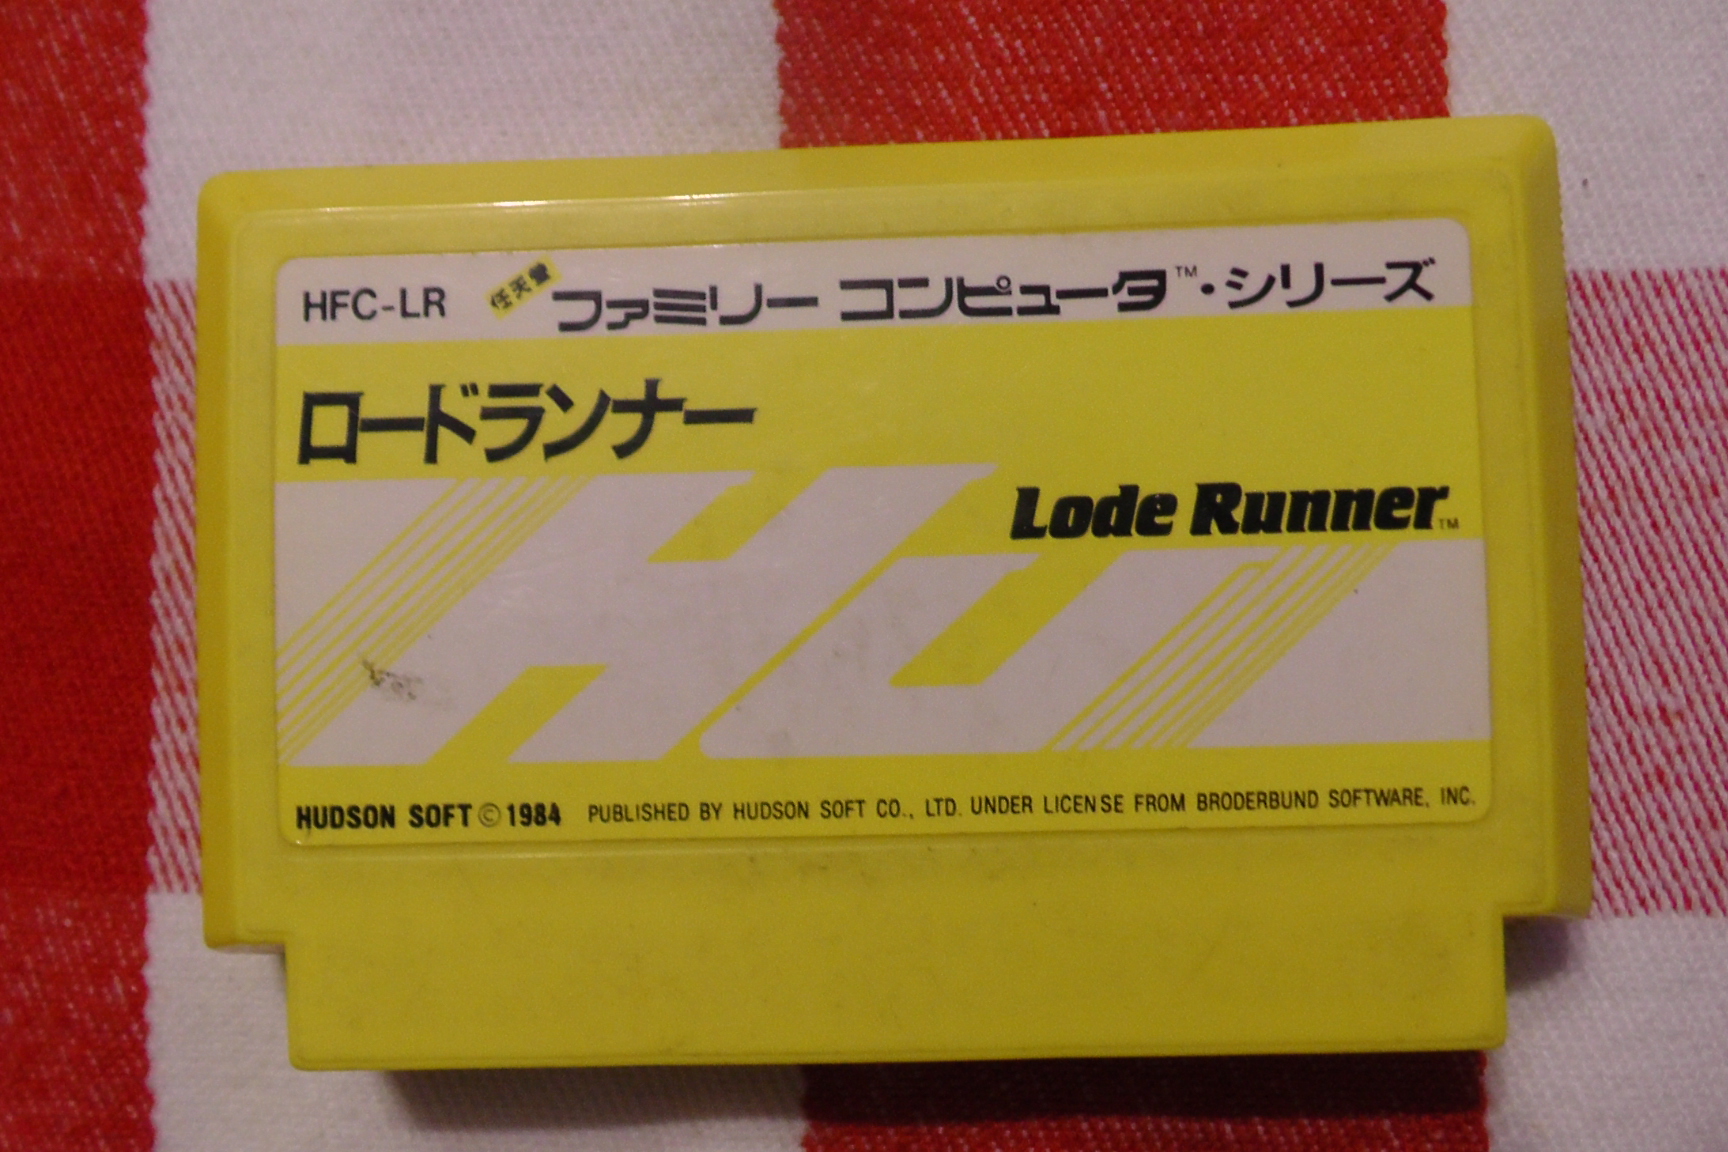 HFC-LR 任天堂 ファミリー コンピュータ™・シリーズ
ロードランナー
Lode Runner™
HU
HUDSON SOFT © 1984 PUBLISHED BY HUDSON SOFT CO., LTD. UNDER LICENSE FROM BRODERBUND SOFTWARE, INC.